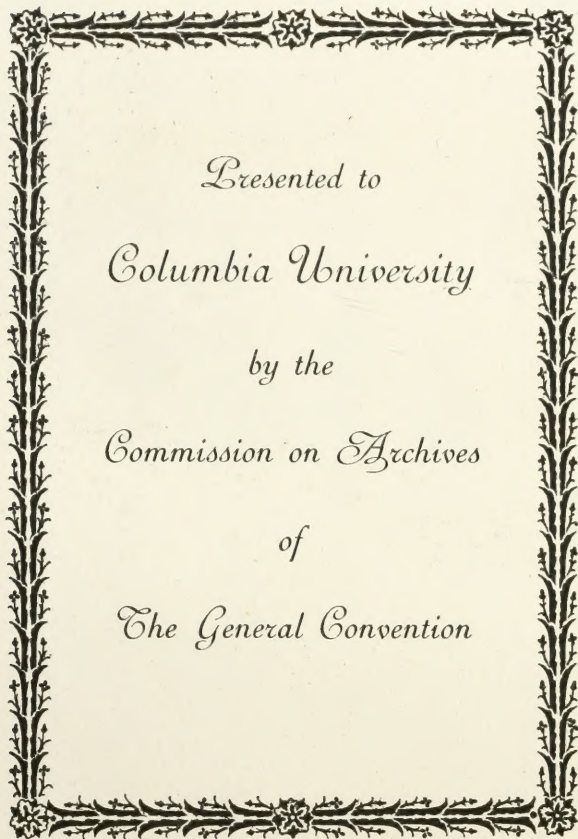 Presented to
Columbia University
by the
Commission on Archives
of
The General Convention